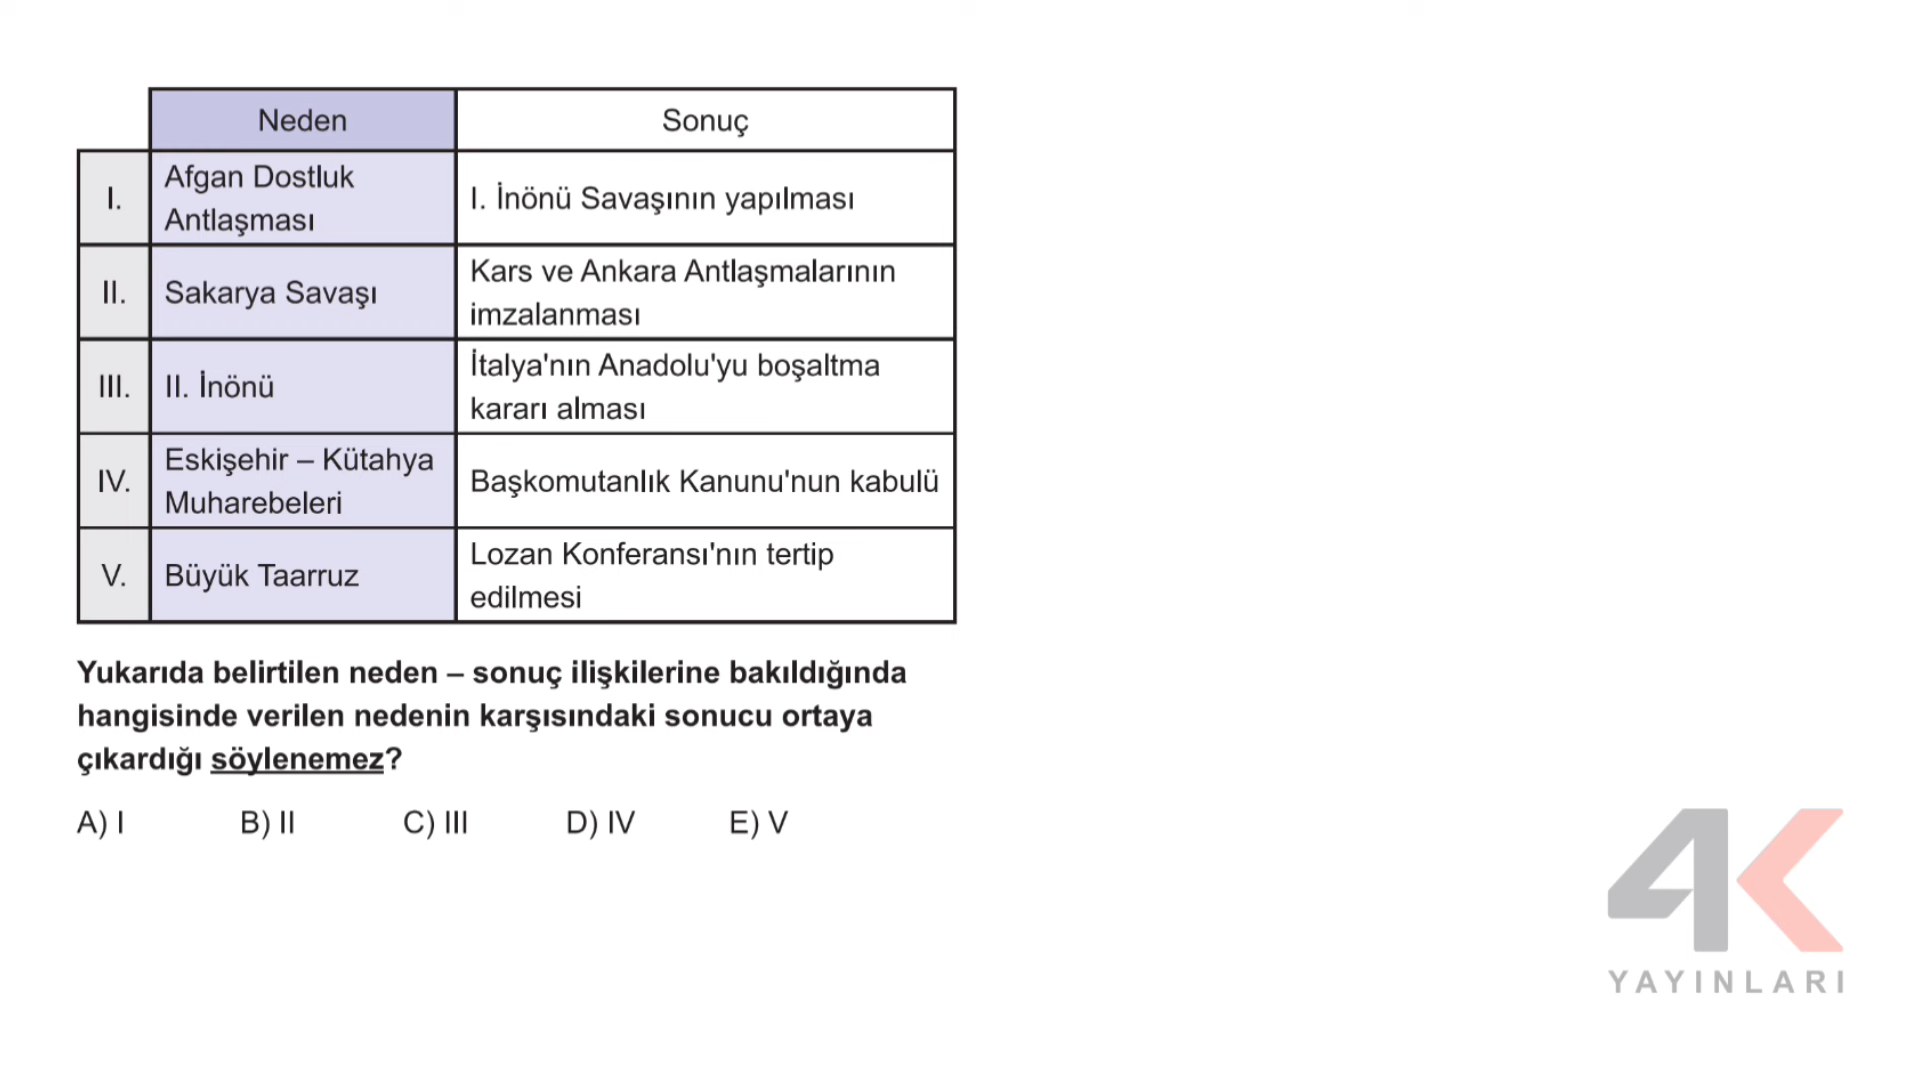 Neden Sonuç
I. Afgan Dostluk Antlaşması I. İnönü Savaşının yapılması
II. Sakarya Savaşı Kars ve Ankara Antlaşmalarının imzalanması
III. II. İnönü İtalya'nın Anadolu'yu boşaltma kararı alması
IV. Eskişehir – Kütahya Muharebeleri Başkomutanlık Kanunu'nun kabulü
V. Büyük Taarruz Lozan Konferansı'nın tertip edilmesi
Yukarıda belirtilen neden – sonuç ilişkilerine bakıldığında
hangisinde verilen nedenin karşısındaki sonucu ortaya
çıkardığı söylenemez?
A) I B) II C) III D) IV E) V
4K
YAYINLARI